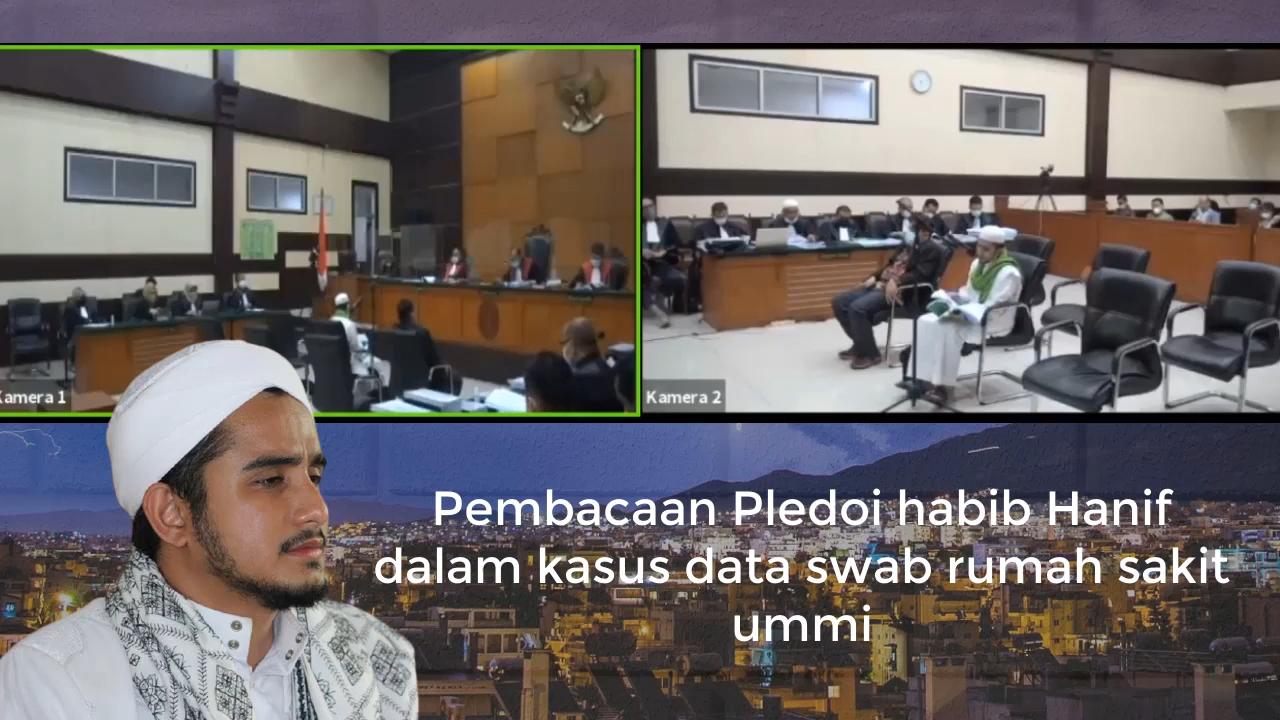 Kamera 1
Kamera 2
Pembacaan Pledoi habib Hanif
dalam kasus data swab rumah sakit
ummi